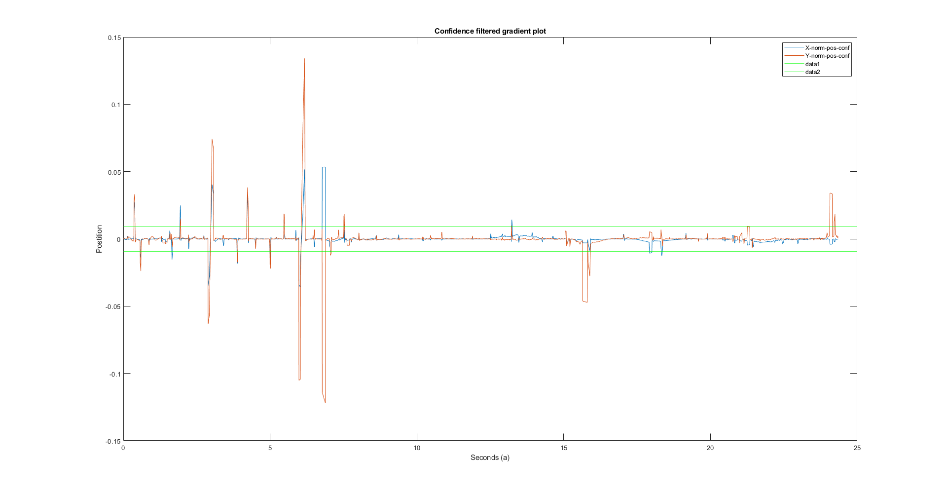 Confidence filtered gradient plot
X-norm-pos-conf
Y-norm-pos-conf
data1
data2
0.15
0.1
0.05
0
-0.05
-0.1
-0.15
Postition
0 5 10 15 20 25
Seconds (a)